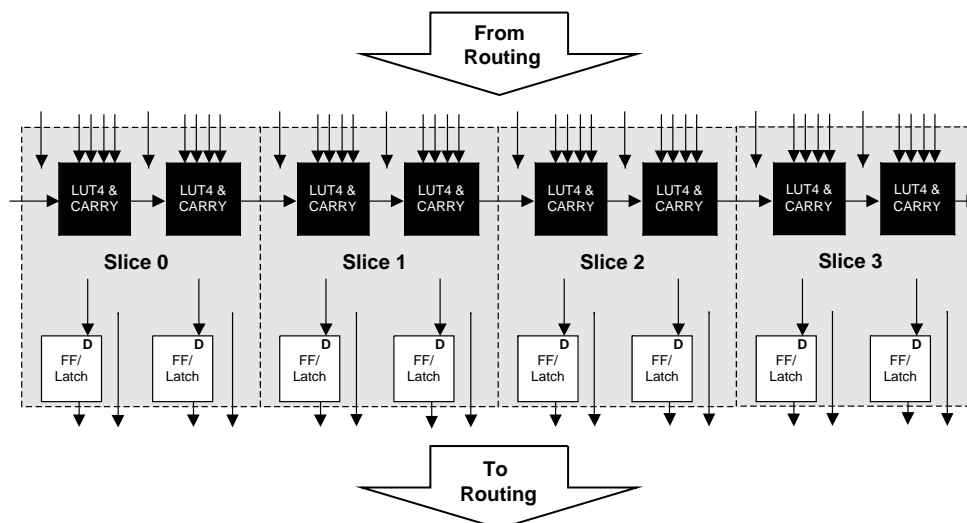 From
Routing
LUT4 &
CARRY
LUT4 &
CARRY
LUT4 &
CARRY
LUT4 &
CARRY
LUT4 &
CARRY
LUT4 &
CARRY
LUT4 &
CARRY
LUT4 &
CARRY
Slice 0
Slice 1
Slice 2
Slice 3
D
FF/
Latch
D
FF/
Latch
D
FF/
Latch
D
FF/
Latch
D
FF/
Latch
D
FF/
Latch
D
FF/
Latch
D
FF/
Latch
To
Routing